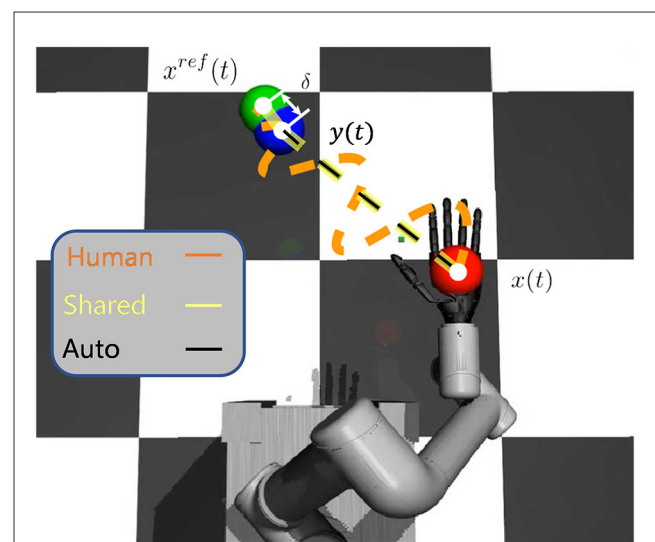 x^{ref}(t)
δ
y(t)
x(t)
Human
Shared
Auto